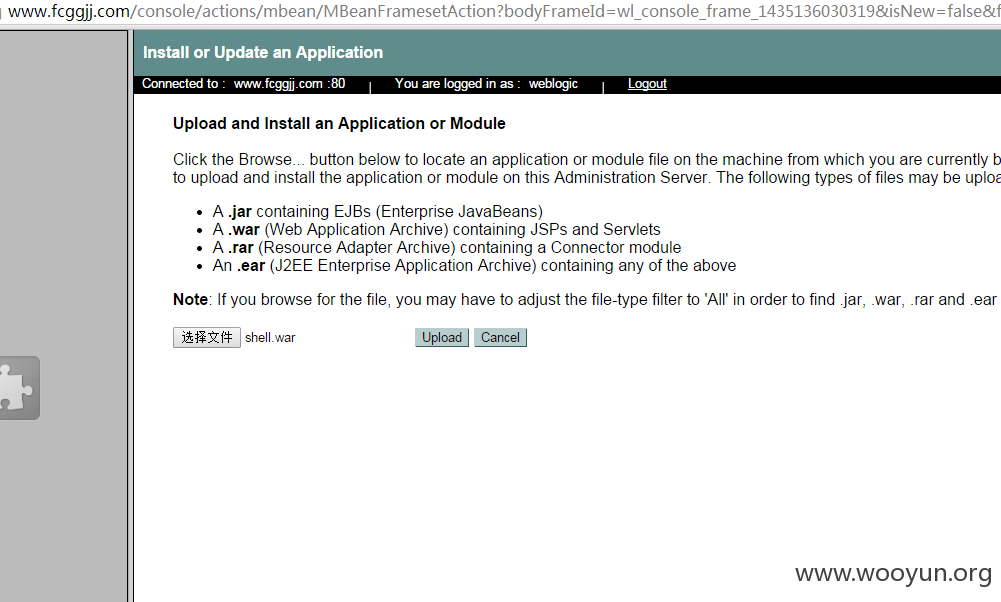 www.fcggjj.com/console/actions/mbean/MBeanFramesetAction?bodyFrameId=wl_console_frame_1435136030319&isNew=false&f
Install or Update an Application
Connected to : www.fcggjj.com :80 | You are logged in as : weblogic | Logout
Upload and Install an Application or Module
Click the Browse... button below to locate an application or module file on the machine from which you are currently b
to upload and install the application or module on this Administration Server. The following types of files may be uploa
• A .jar containing EJBs (Enterprise JavaBeans)
• A .war (Web Application Archive) containing JSPs and Servlets
• A .rar (Resource Adapter Archive) containing a Connector module
• An .ear (J2EE Enterprise Application Archive) containing any of the above
Note: If you browse for the file, you may have to adjust the file-type filter to 'All' in order to find .jar, .war, .rar and .ear
选择文件 shell.war Upload Cancel
www.wooyun.org